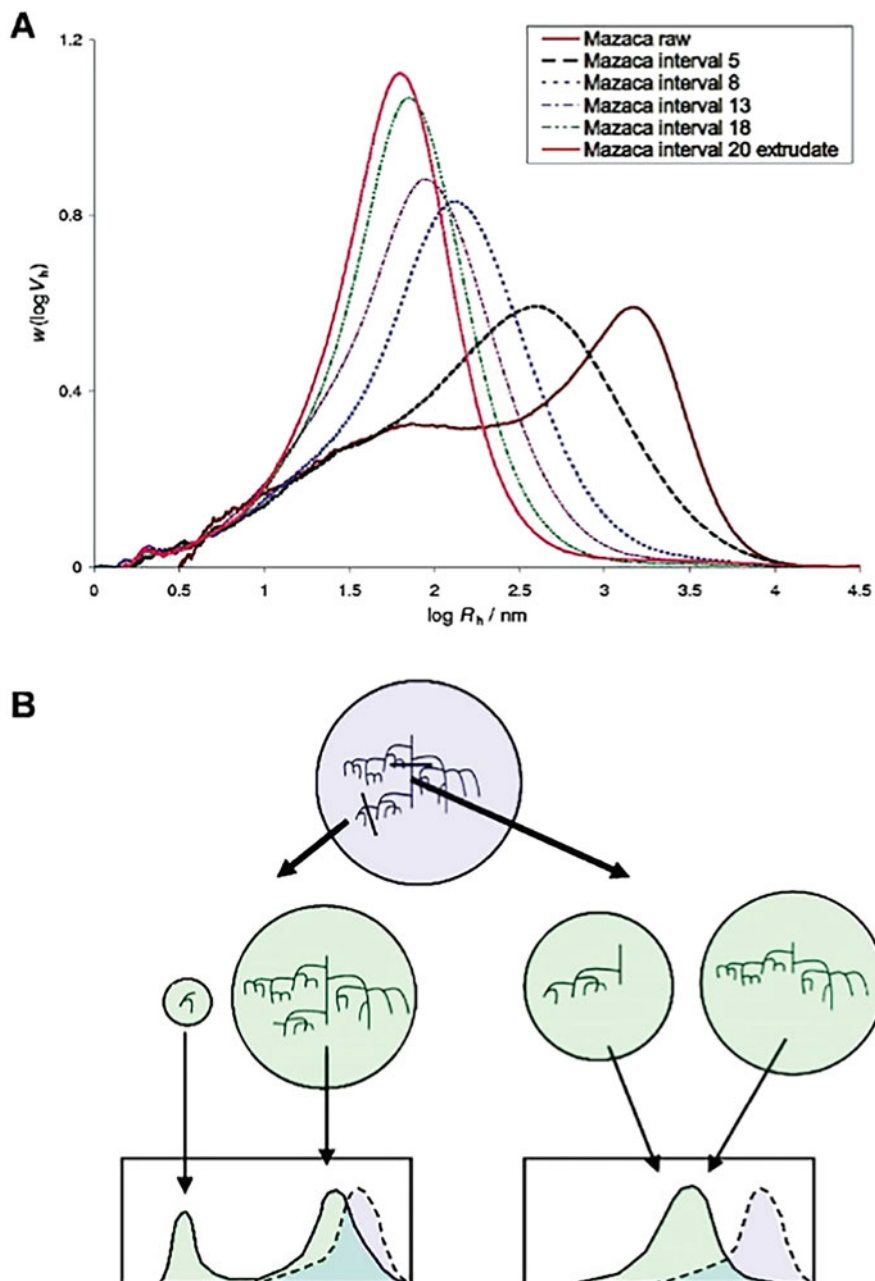 A
1.2
Mazaca raw
Mazaca interval 5
Mazaca interval 8
Mazaca interval 13
Mazaca interval 18
Mazaca interval 20 extrudate
0.8
w(log Vh)
0.4
0
0 0.5 1 1.5 2 2.5 3 3.5 4 4.5
log Rh / nm
B